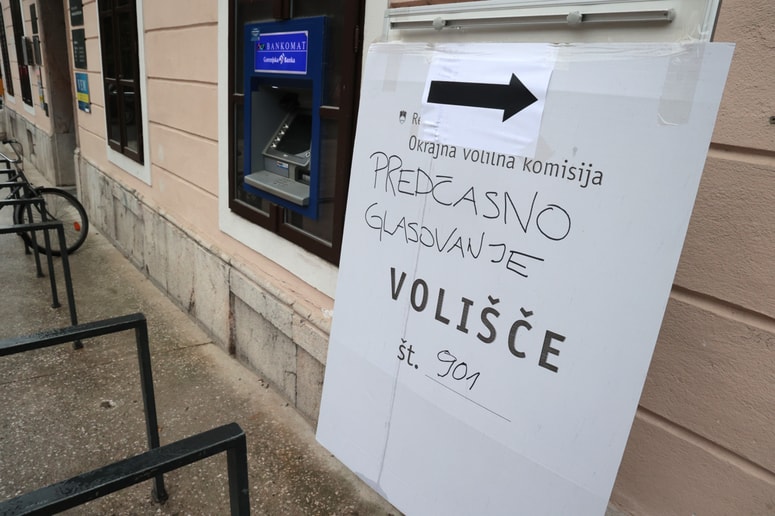 BANKOMAT
Gorenjska Banka
Okrajna volilna komisija
PREDČASNO
GLASOVANJE
VOLIŠČE
št. 901